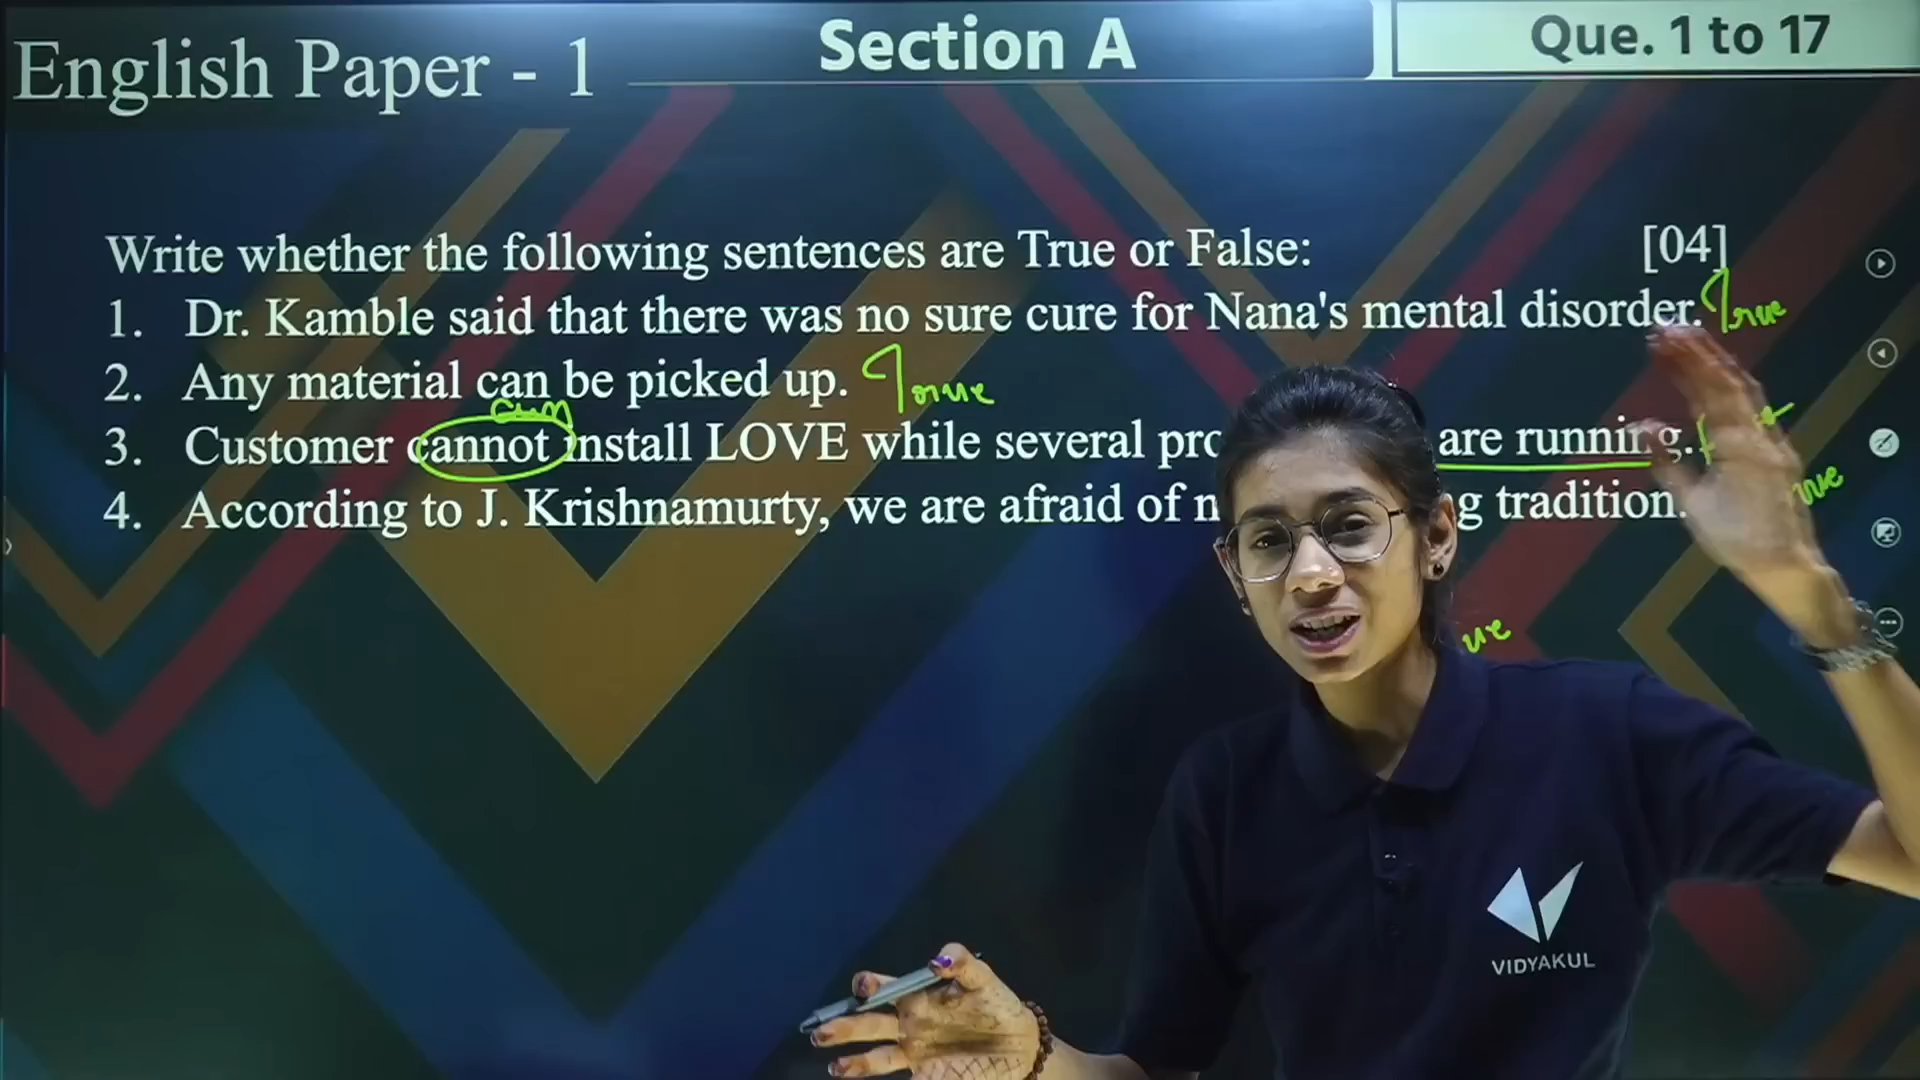 English Paper - 1
Section A
Que. 1 to 17
Write whether the following sentences are True or False: [04]
1. Dr. Kamble said that there was no sure cure for Nana's mental disorder. True
2. Any material can be picked up. True
can
3. Customer cannot install LOVE while several are running.
4. According to J. Krishnamurty, we are afraid of tradition.
VIDYAKUL